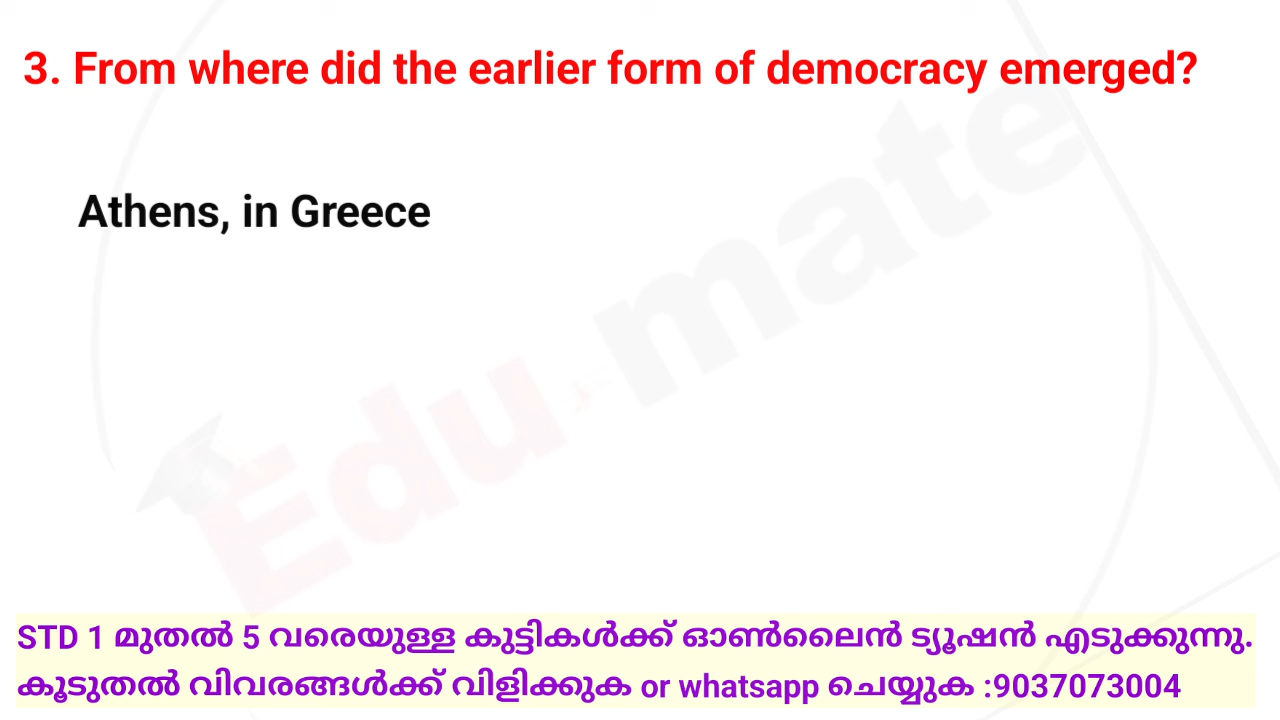 3. From where did the earlier form of democracy emerged?
Athens, in Greece
Edu-mate
STD 1 മുതൽ 5 വരെയുള്ള കുട്ടികൾക്ക് ഓൺലൈൻ ട്യൂഷൻ എടുക്കുന്നു.
കൂടുതൽ വിവരങ്ങൾക്ക് വിളിക്കുക or whatsapp ചെയ്യുക :9037073004